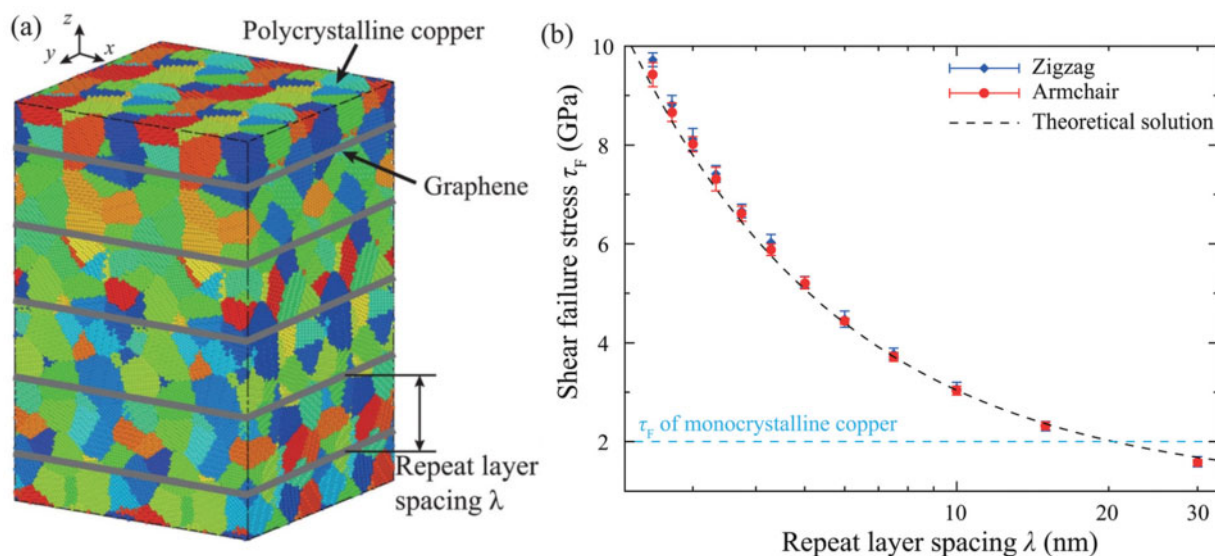 (a)
z
y
x
Polycrystalline copper
Graphene
Repeat layer
spacing λ
(b)
10
8
6
4
2
Shear failure stress τF (GPa)
Zigzag
Armchair
Theoretical solution
τF of monocrystalline copper
10
20
30
Repeat layer spacing λ (nm)